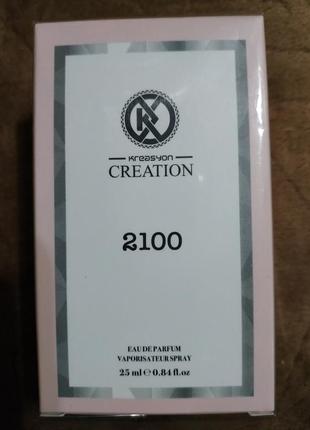 Kreasyon
CREATION
2100
EAU DE PARFUM
VAPORISATEUR SPRAY
25 ml ℮ 0.84 fl.oz